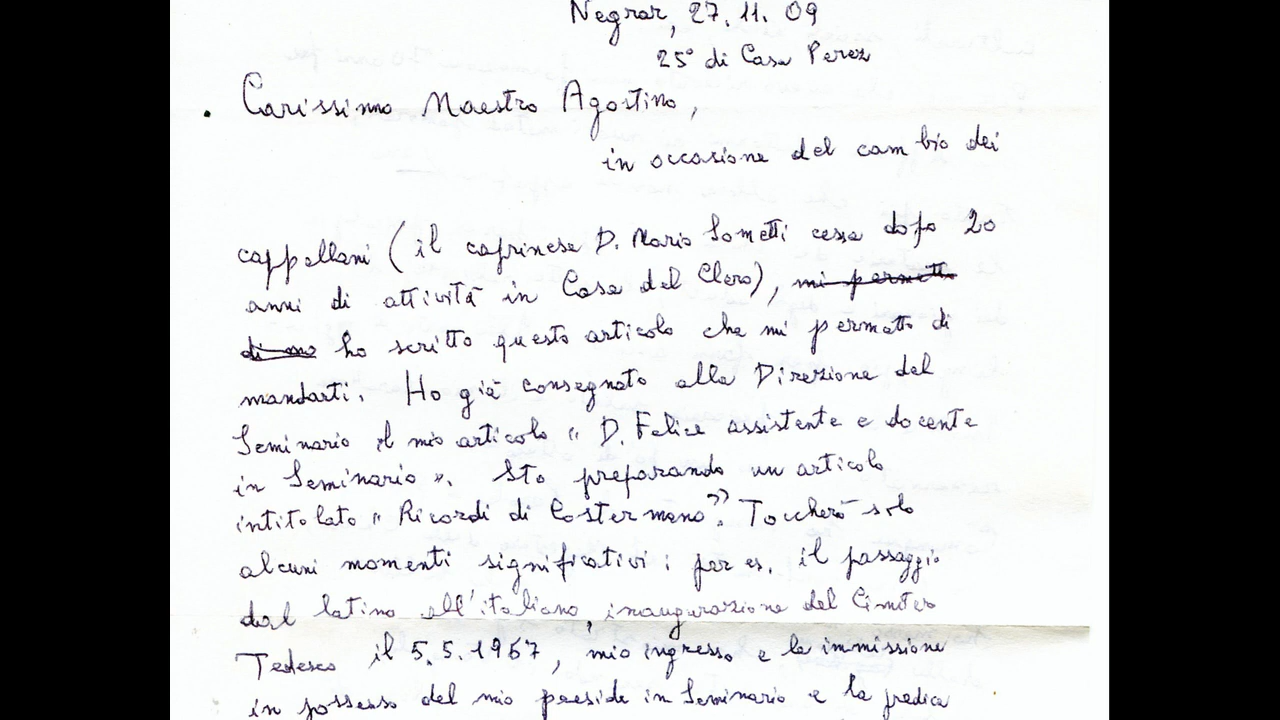 Negrar, 27.11.09
25° di Casa Perez
Carissimo Maestro Agostino,
in occasione del cambio dei
cappellani (il caprinese D. Mario Sometti cessa dopo 20
anni di attività in Casa del Clero), mi permetto
di ho scritto questo articolo che mi permetto di
mandarti. Ho già consegnato alla Direzione del
Seminario il mio articolo " D. Felice assistente e docente
in Seminario ". Sto preparando un articolo
intitolato " Ricordi di Costermano". Toccherò solo
alcuni momenti significativi: per es. il passaggio
dal latino all'italiano, inaugurazione del Cimitero
Tedesco il 5.5.1967, mio ingresso e la immissione
in possesso del mio preside in Seminario e la predica